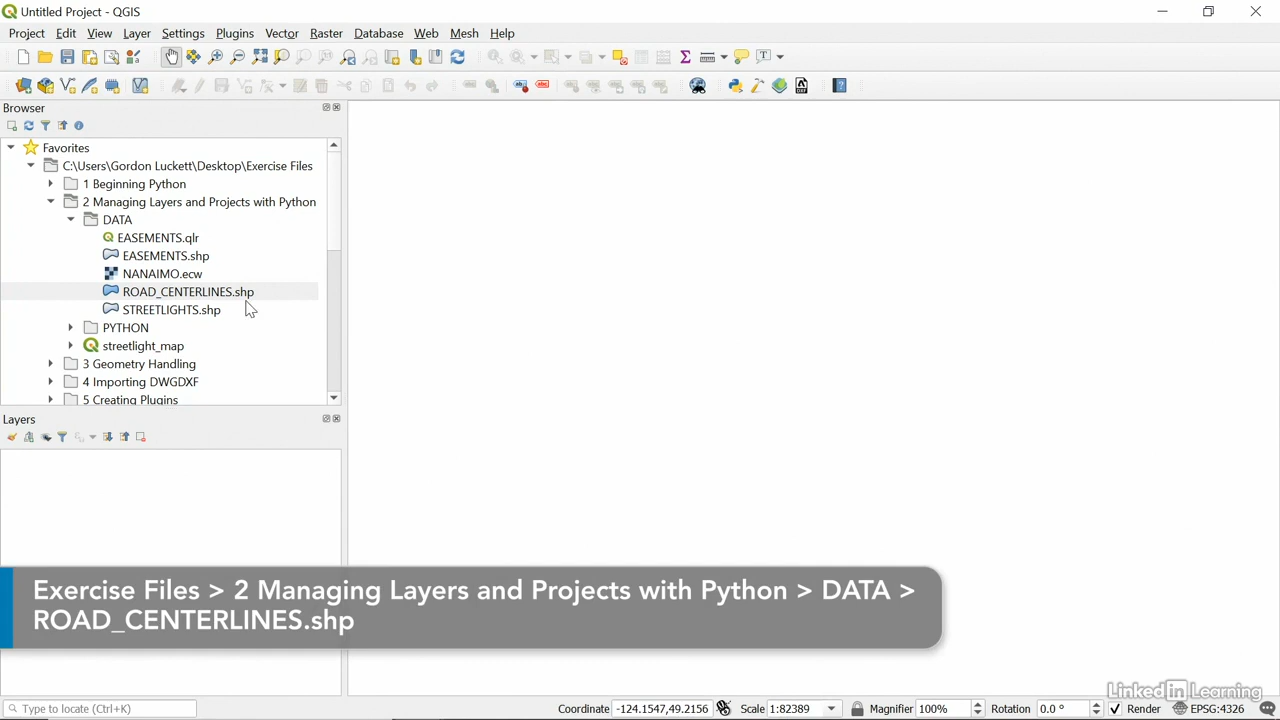 Untitled Project - QGIS
Project Edit View Layer Settings Plugins Vector Raster Database Web Mesh Help
Browser
Favorites
C:\Users\Gordon Luckett\Desktop\Exercise Files
1 Beginning Python
2 Managing Layers and Projects with Python
DATA
EASEMENTS.qlr
EASEMENTS.shp
NANAIMO.ecw
ROAD_CENTERLINES.shp
STREETLIGHTS.shp
PYTHON
streetlight_map
3 Geometry Handling
4 Importing DWGDXF
5 Creating Plugins
Layers
Exercise Files > 2 Managing Layers and Projects with Python > DATA >
ROAD_CENTERLINES.shp
Linked in Learning
Type to locate (Ctrl+K) Coordinate -124.1547,49.2156 Scale 1:82389 Magnifier 100% Rotation 0.0 ° Render EPSG:4326